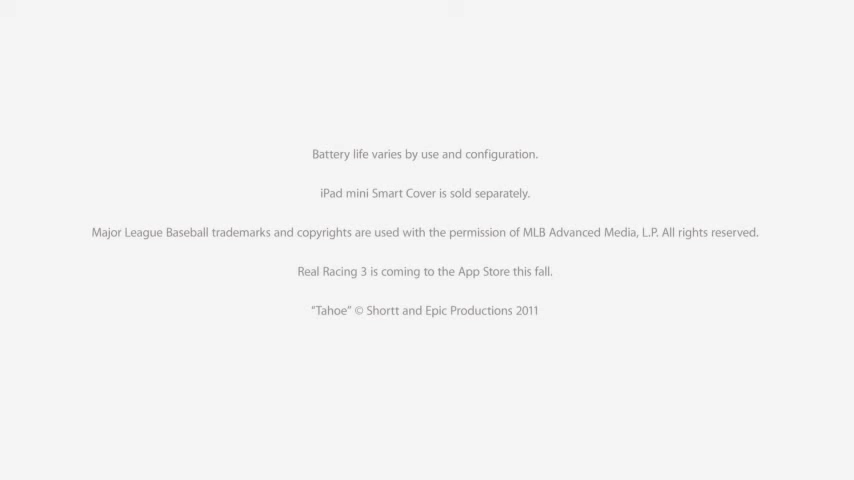 Battery life varies by use and configuration.
iPad mini Smart Cover is sold separately.
Major League Baseball trademarks and copyrights are used with the permission of MLB Advanced Media, L.P. All rights reserved.
Real Racing 3 is coming to the App Store this fall.
“Tahoe” © Shortt and Epic Productions 2011